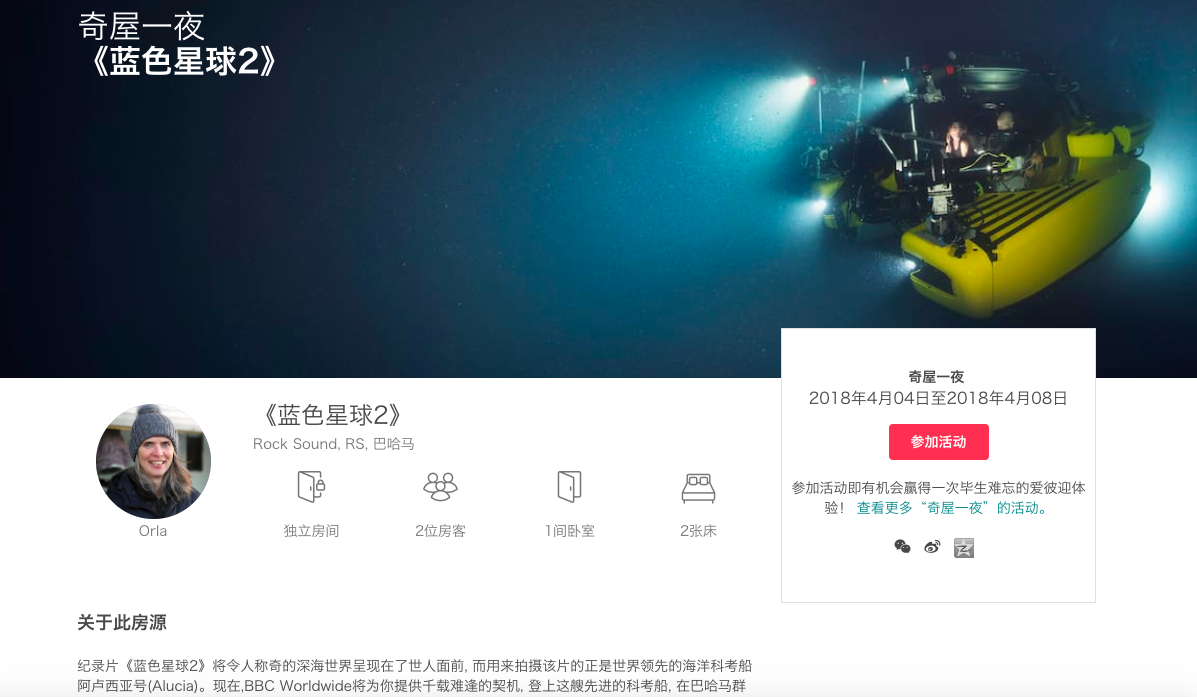 奇屋一夜
《蓝色星球2》
奇屋一夜
2018年4月04日至2018年4月08日
参加活动
参加活动即有机会赢得一次毕生难忘的爱彼迎体
验！ 查看更多“奇屋一夜”的活动。
《蓝色星球2》
Rock Sound, RS, 巴哈马
Orla
独立房间
2位房客
1间卧室
2张床
关于此房源
纪录片《蓝色星球2》将令人称奇的深海世界呈现在了世人面前, 而用来拍摄该片的正是世界领先的海洋科考船
阿卢西亚号(Alucia)。现在,BBC Worldwide将为你提供千载难逢的契机, 登上这艘先进的科考船, 在巴哈马群